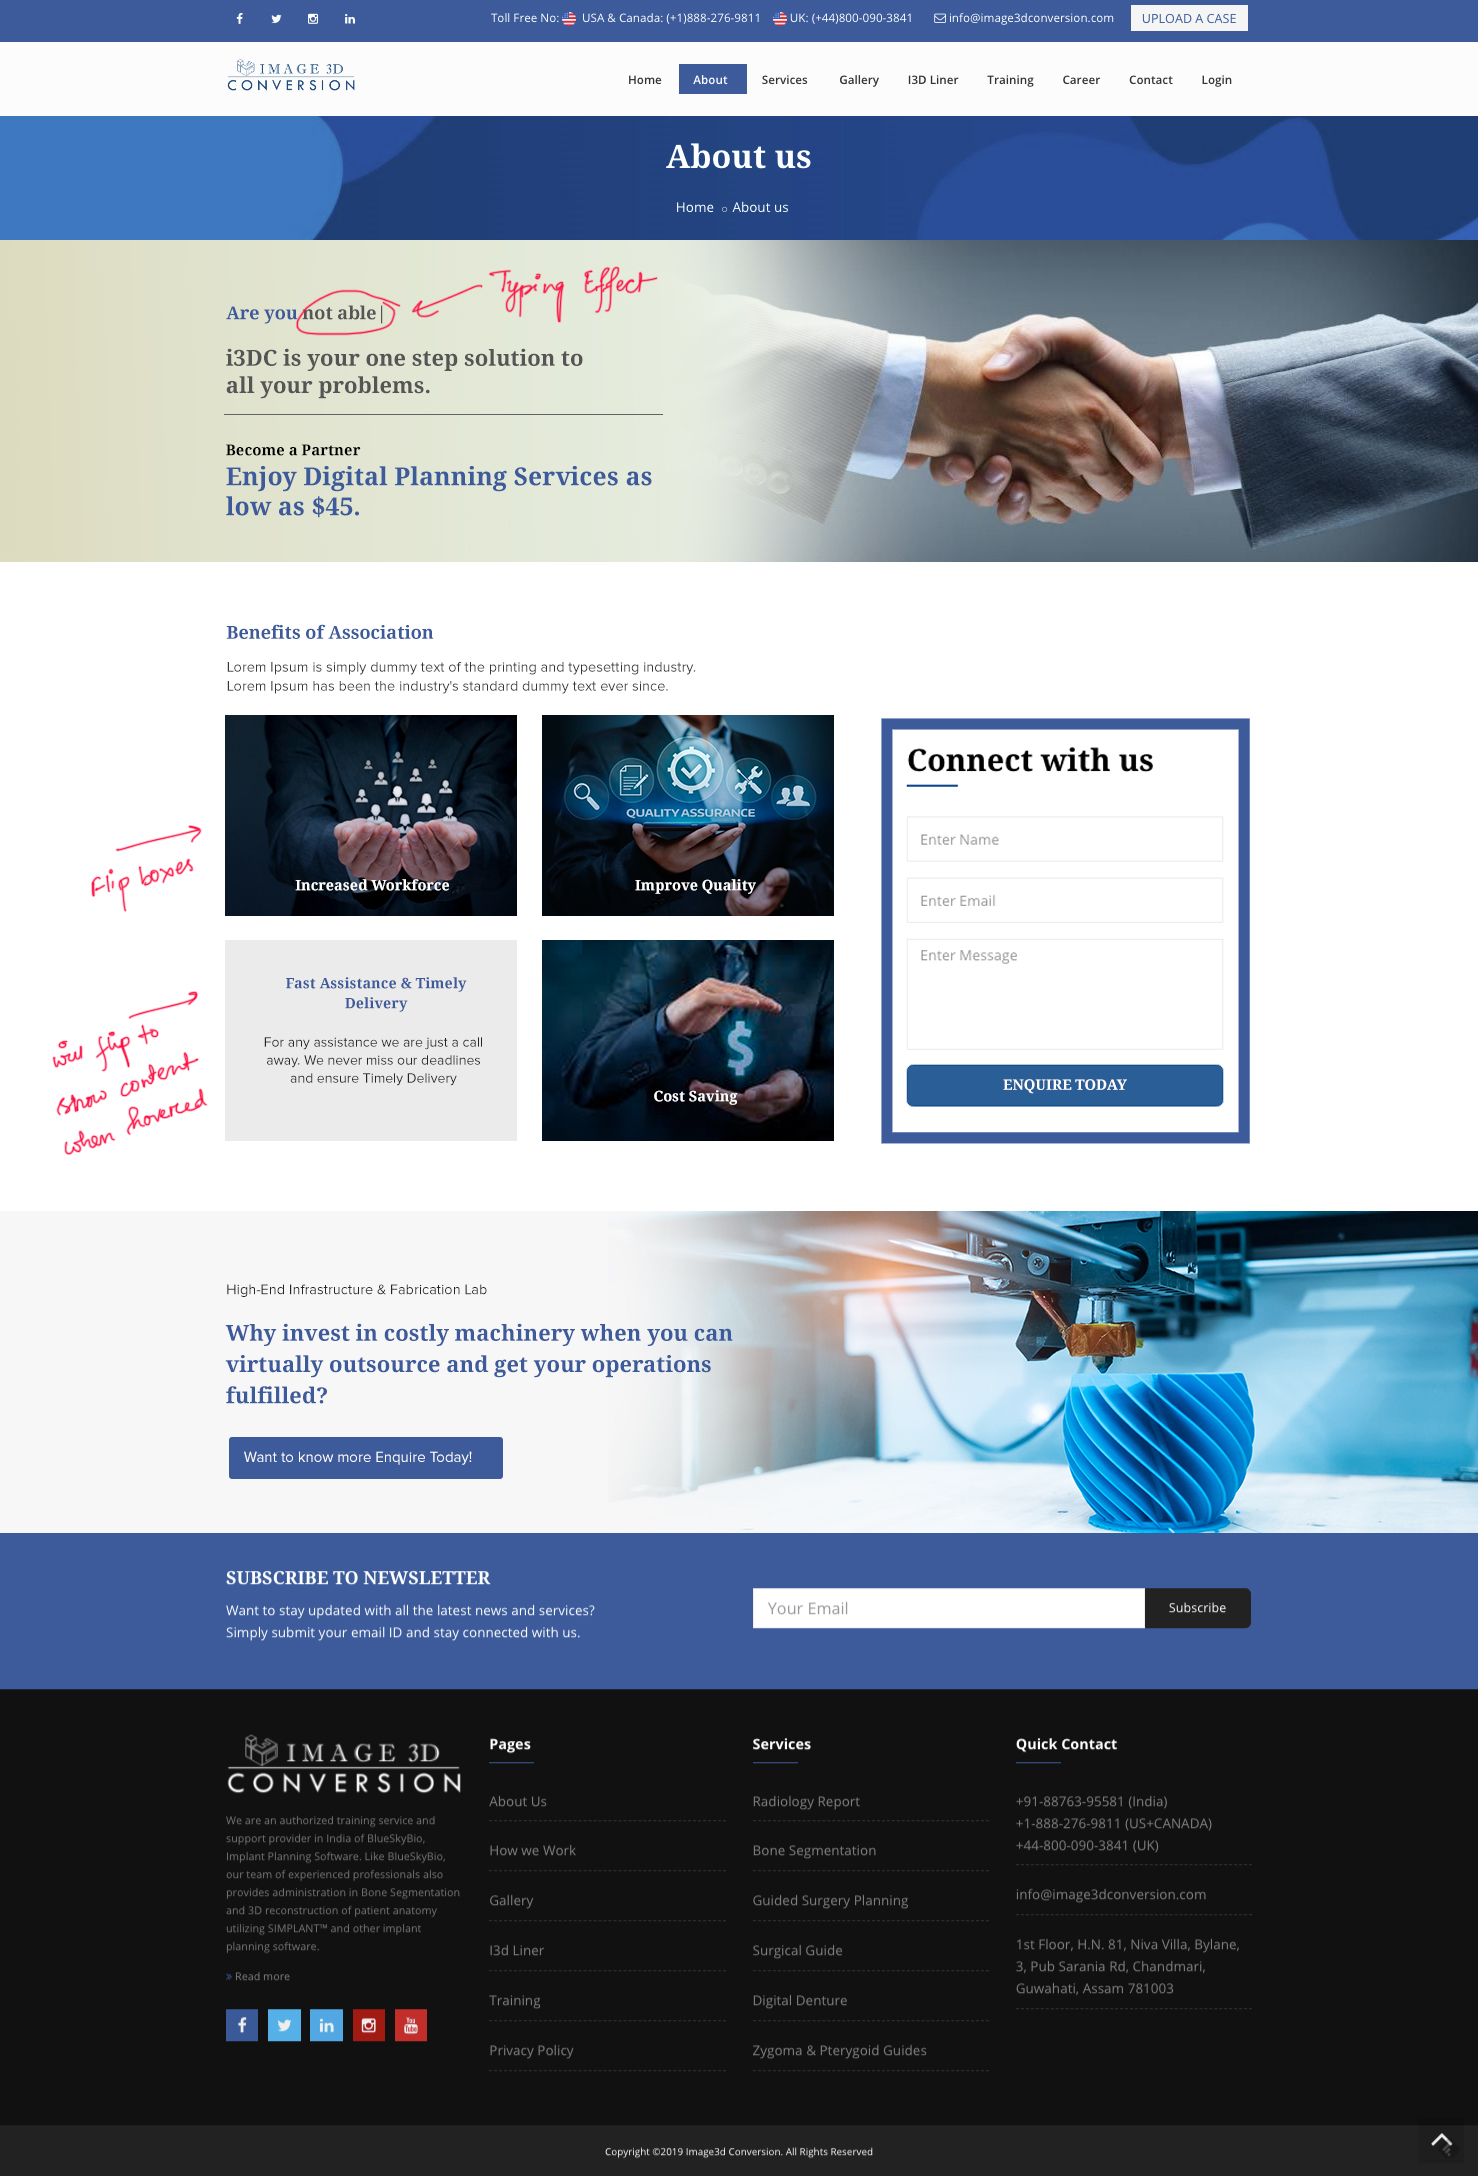 Toll Free No: USA & Canada: (+1)888-276-9811 UK: (+44)800-090-3841 info@image3dconversion.com UPLOAD A CASE
IMAGE 3D
CONVERSION
Home About Services Gallery I3D Liner Training Career Contact Login
About us
Home About us
Typing Effect
Are you not able|
i3DC is your one step solution to
all your problems.
Become a Partner
Enjoy Digital Planning Services as
low as $45.
Benefits of Association
Lorem Ipsum is simply dummy text of the printing and typesetting industry.
Lorem Ipsum has been the industry's standard dummy text ever since.
Flip boxes
Increased Workforce
QUALITY ASSURANCE
Improve Quality
will flip to
show content
when hovered
Fast Assistance & Timely
Delivery
For any assistance we are just a call
away. We never miss our deadlines
and ensure Timely Delivery
$
Cost Saving
Connect with us
Enter Name
Enter Email
Enter Message
ENQUIRE TODAY
High-End Infrastructure & Fabrication Lab
Why invest in costly machinery when you can
virtually outsource and get your operations
fulfilled?
Want to know more Enquire Today!
SUBSCRIBE TO NEWSLETTER
Want to stay updated with all the latest news and services?
Simply submit your email ID and stay connected with us.
Your Email
Subscribe
IMAGE 3D
CONVERSION
We are an authorized training service and
support provider in India of BlueSkyBio,
Implant Planning Software. Like BlueSkyBio,
our team of experienced professionals also
provides administration in Bone Segmentation
and 3D reconstruction of patient anatomy
utilizing SIMPLANT™ and other implant
planning software.
» Read more
You Tube
Pages
About Us
How we Work
Gallery
I3d Liner
Training
Privacy Policy
Services
Radiology Report
Bone Segmentation
Guided Surgery Planning
Surgical Guide
Digital Denture
Zygoma & Pterygoid Guides
Quick Contact
+91-88763-95581 (India)
+1-888-276-9811 (US+CANADA)
+44-800-090-3841 (UK)
info@image3dconversion.com
1st Floor, H.N. 81, Niva Villa, Bylane,
3, Pub Sarania Rd, Chandmari,
Guwahati, Assam 781003
Copyright ©2019 Image3d Conversion. All Rights Reserved